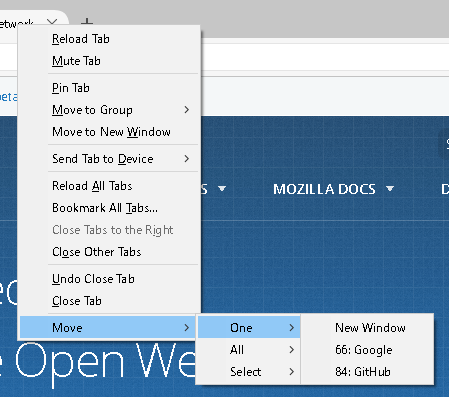 etwork
Reload Tab
Mute Tab
Pin Tab
Move to Group
Move to New Window
Send Tab to Device
Reload All Tabs
Bookmark All Tabs...
Close Tabs to the Right
Close Other Tabs
Undo Close Tab
Close Tab
Move
One
All
Select
New Window
66: Google
84: GitHub
beta
S
MOZILLA DOCS
D
e Open We